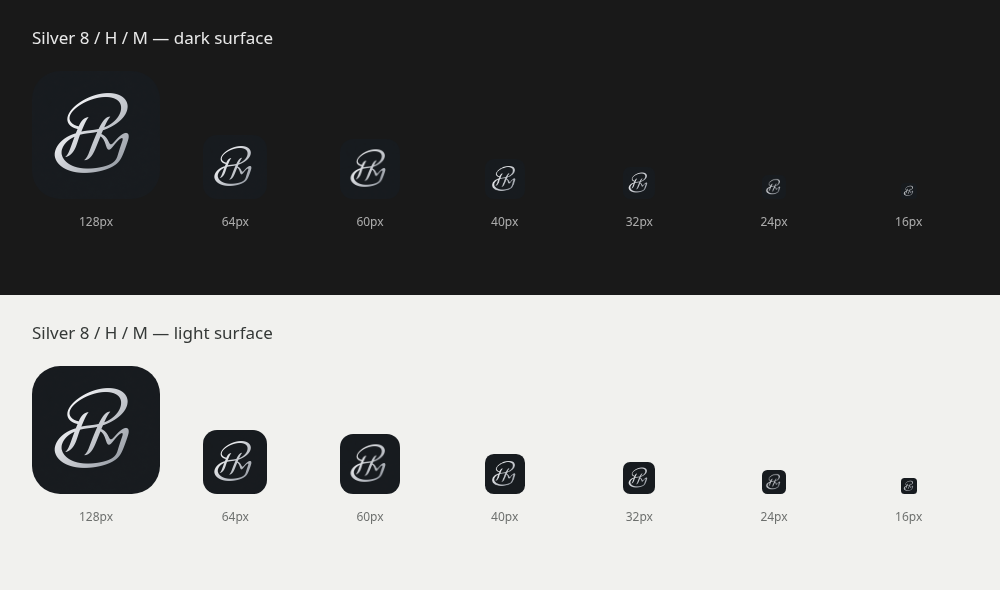 Silver 8 / H / M — dark surface
128px 64px 60px 40px 32px 24px 16px
Silver 8 / H / M — light surface
128px 64px 60px 40px 32px 24px 16px